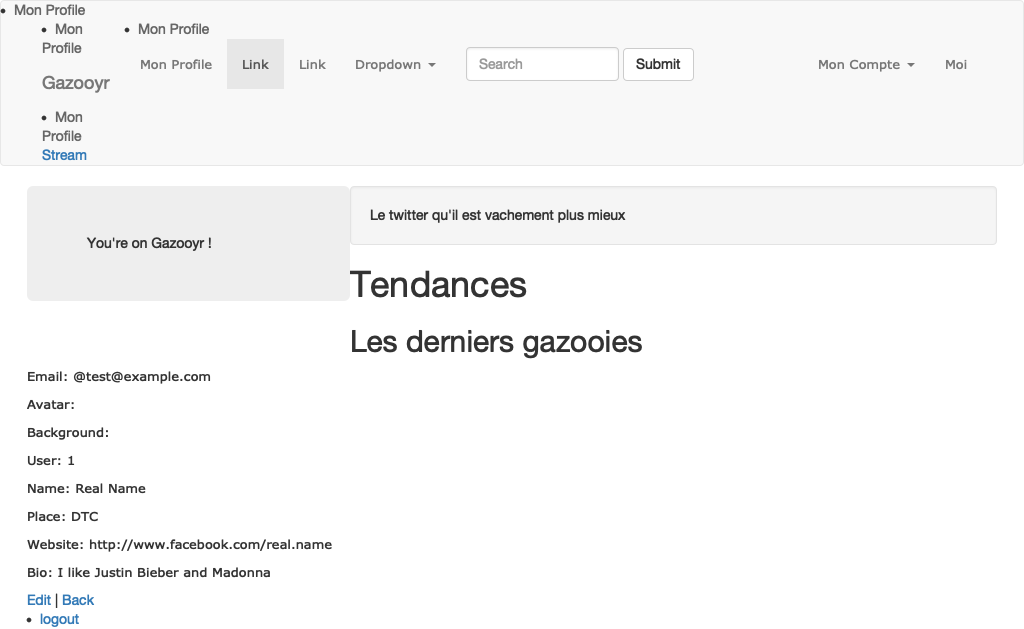 Mon Profile
Mon Profile
Mon Profile
Gazooyr
Mon Profile
Stream
Mon Profile
Link
Link
Dropdown
Search
Submit
Mon Compte
Moi
You're on Gazooyr !
Le twitter qu'il est vachement plus mieux
Tendances
Les derniers gazooies
Email: @test@example.com
Avatar:
Background:
User: 1
Name: Real Name
Place: DTC
Website: http://www.facebook.com/real.name
Bio: I like Justin Bieber and Madonna
Edit | Back
logout